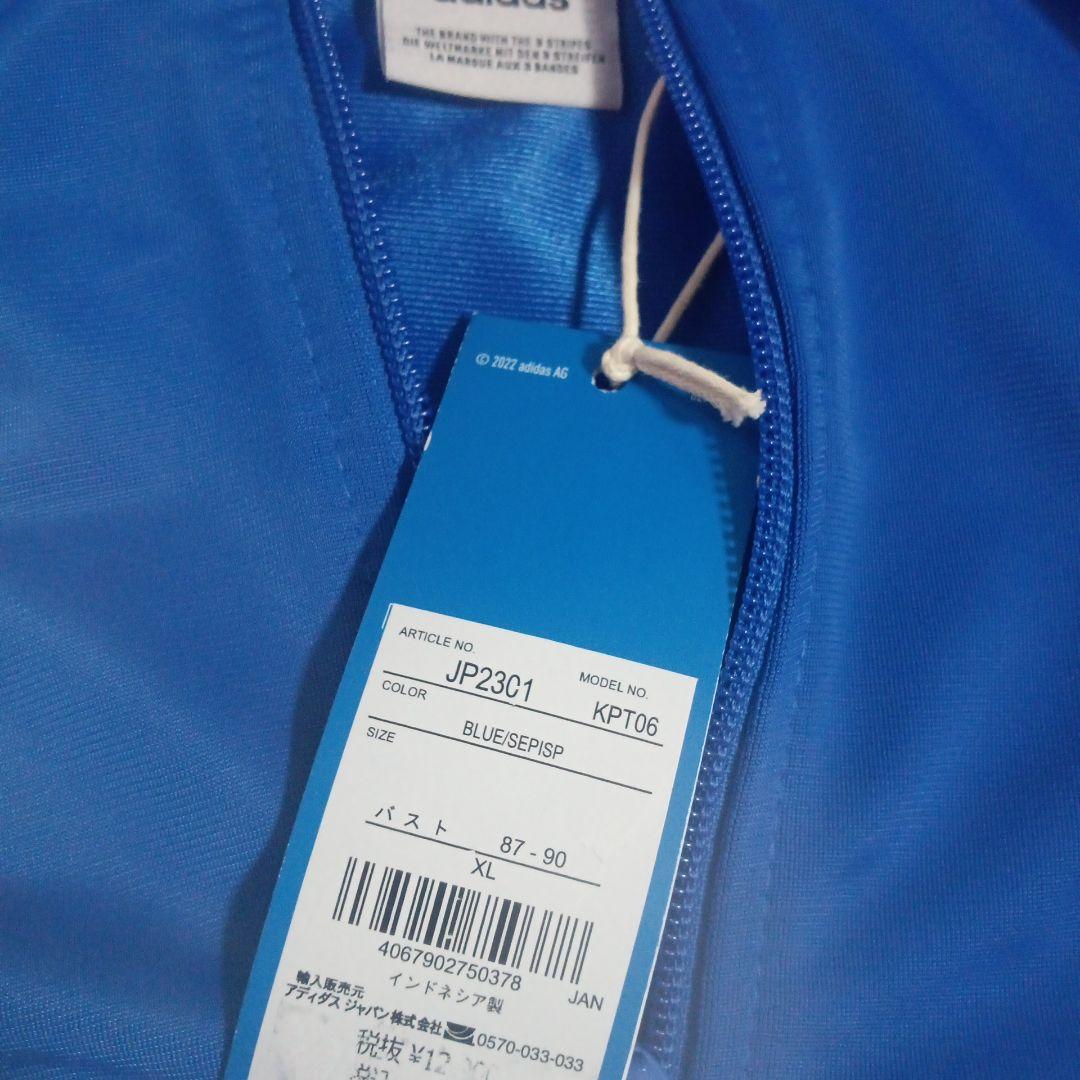 adidas
THE BRAND WITH THE 3 STRIPES
DIE WELTMARKE MIT DEN 3 STREIFEN
LA MARQUE AUX 3 BANDES
© 2022 adidas AG
ARTICLE NO.
JP2301
MODEL NO.
KPT06
COLOR
BLUE/SEPISP
SIZE
バスト 87 - 90
XL
4067902750378
インドネシア製 JAN
輸入販売元
アディダス ジャパン株式会社 0570-033-033
税抜 ¥12